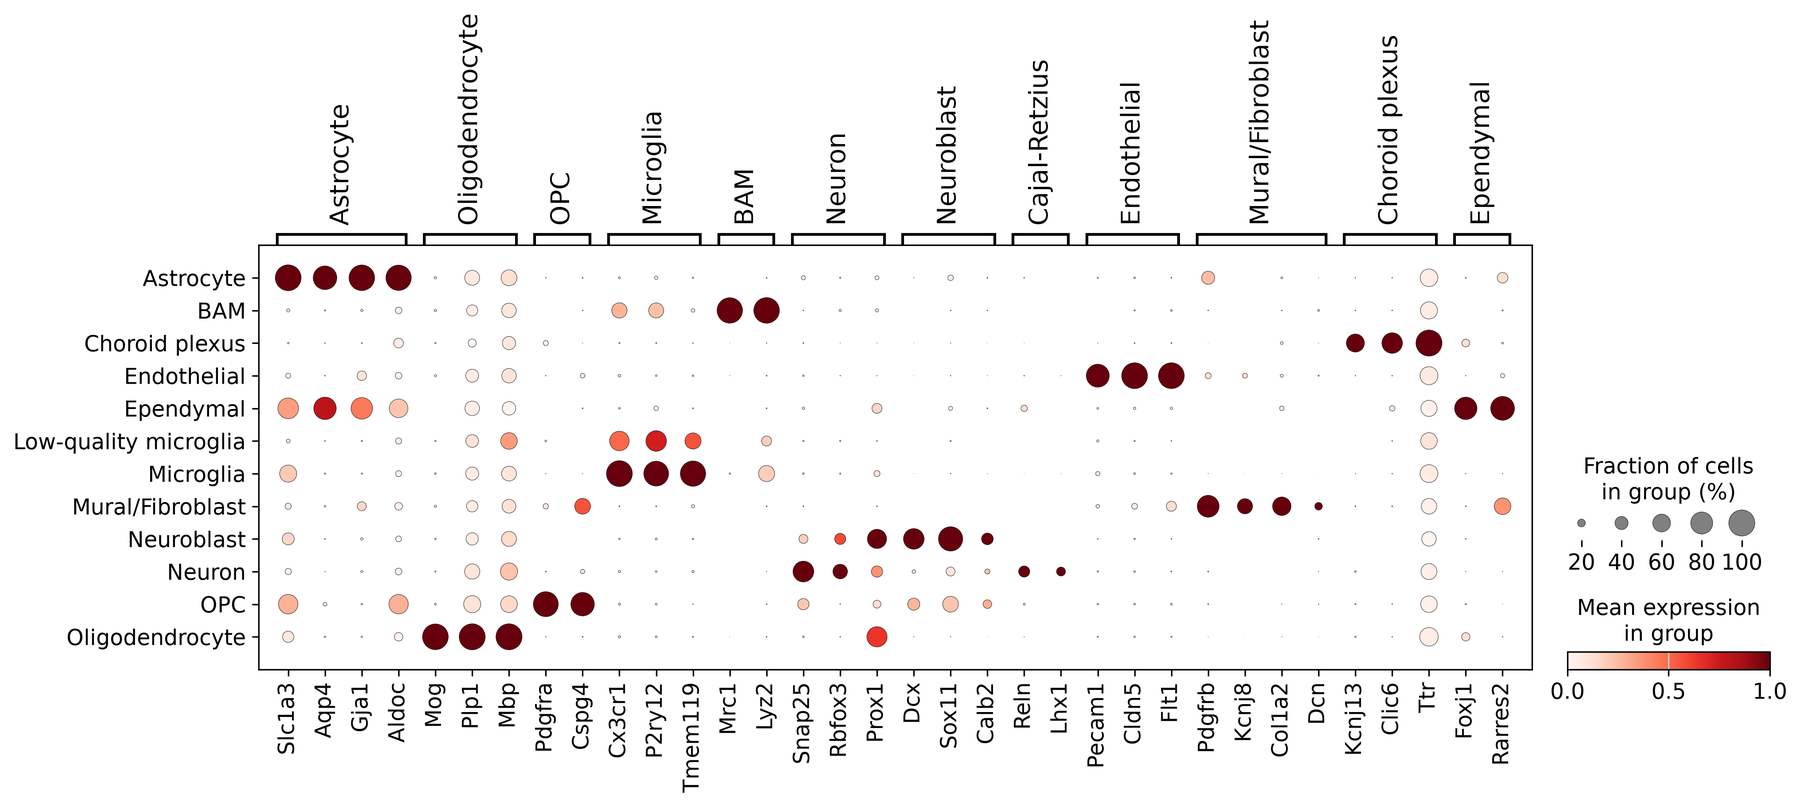 Astrocyte
Oligodendrocyte
OPC
Microglia
BAM
Neuron
Neuroblast
Cajal-Retzius
Endothelial
Mural/Fibroblast
Choroid plexus
Ependymal
Astrocyte
BAM
Choroid plexus
Endothelial
Ependymal
Low-quality microglia
Microglia
Mural/Fibroblast
Neuroblast
Neuron
OPC
Oligodendrocyte
Slc1a3
Aqp4
Gja1
Aldoc
Mog
Plp1
Mbp
Pdgfra
Cspg4
Cx3cr1
P2ry12
Tmem119
Mrc1
Lyz2
Snap25
Rbfox3
Prox1
Dcx
Sox11
Calb2
Reln
Lhx1
Pecam1
Cldn5
Flt1
Pdgfrb
Kcnj8
Col1a2
Dcn
Kcnj13
Clic6
Ttr
Foxj1
Rarres2
Fraction of cells
in group (%)
20 40 60 80 100
Mean expression
in group
0.0 0.5 1.0